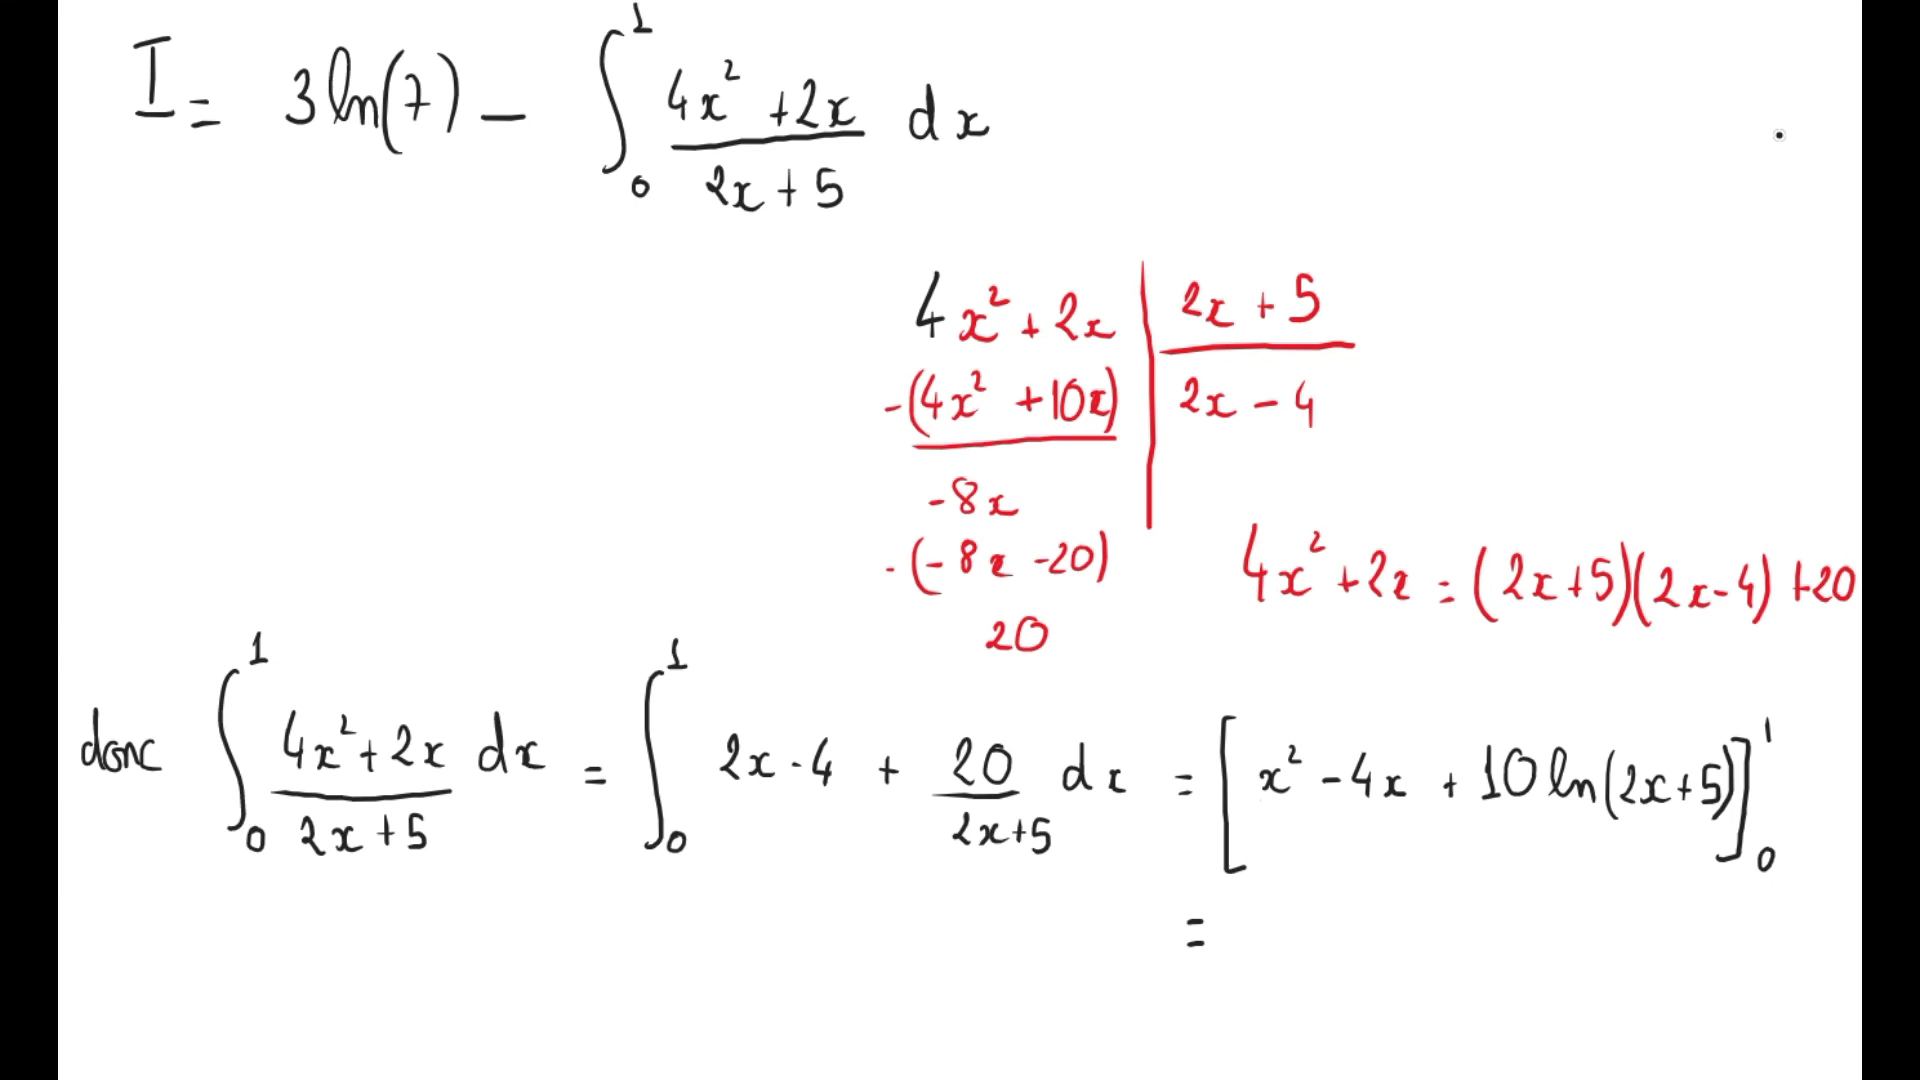 I = 3ln(7) - ∫₀¹ (4x² + 2x)/(2x + 5) dx
4x² + 2x | 2x + 5
-(4x² + 10x) | 2x - 4
-8x
-(-8x - 20)
4x² + 2x = (2x + 5)(2x - 4) + 20
20
donc ∫₀¹ (4x² + 2x)/(2x + 5) dx = ∫₀¹ 2x - 4 + 20/(2x + 5) dx = [x² - 4x + 10 ln(2x + 5)]₀¹
=